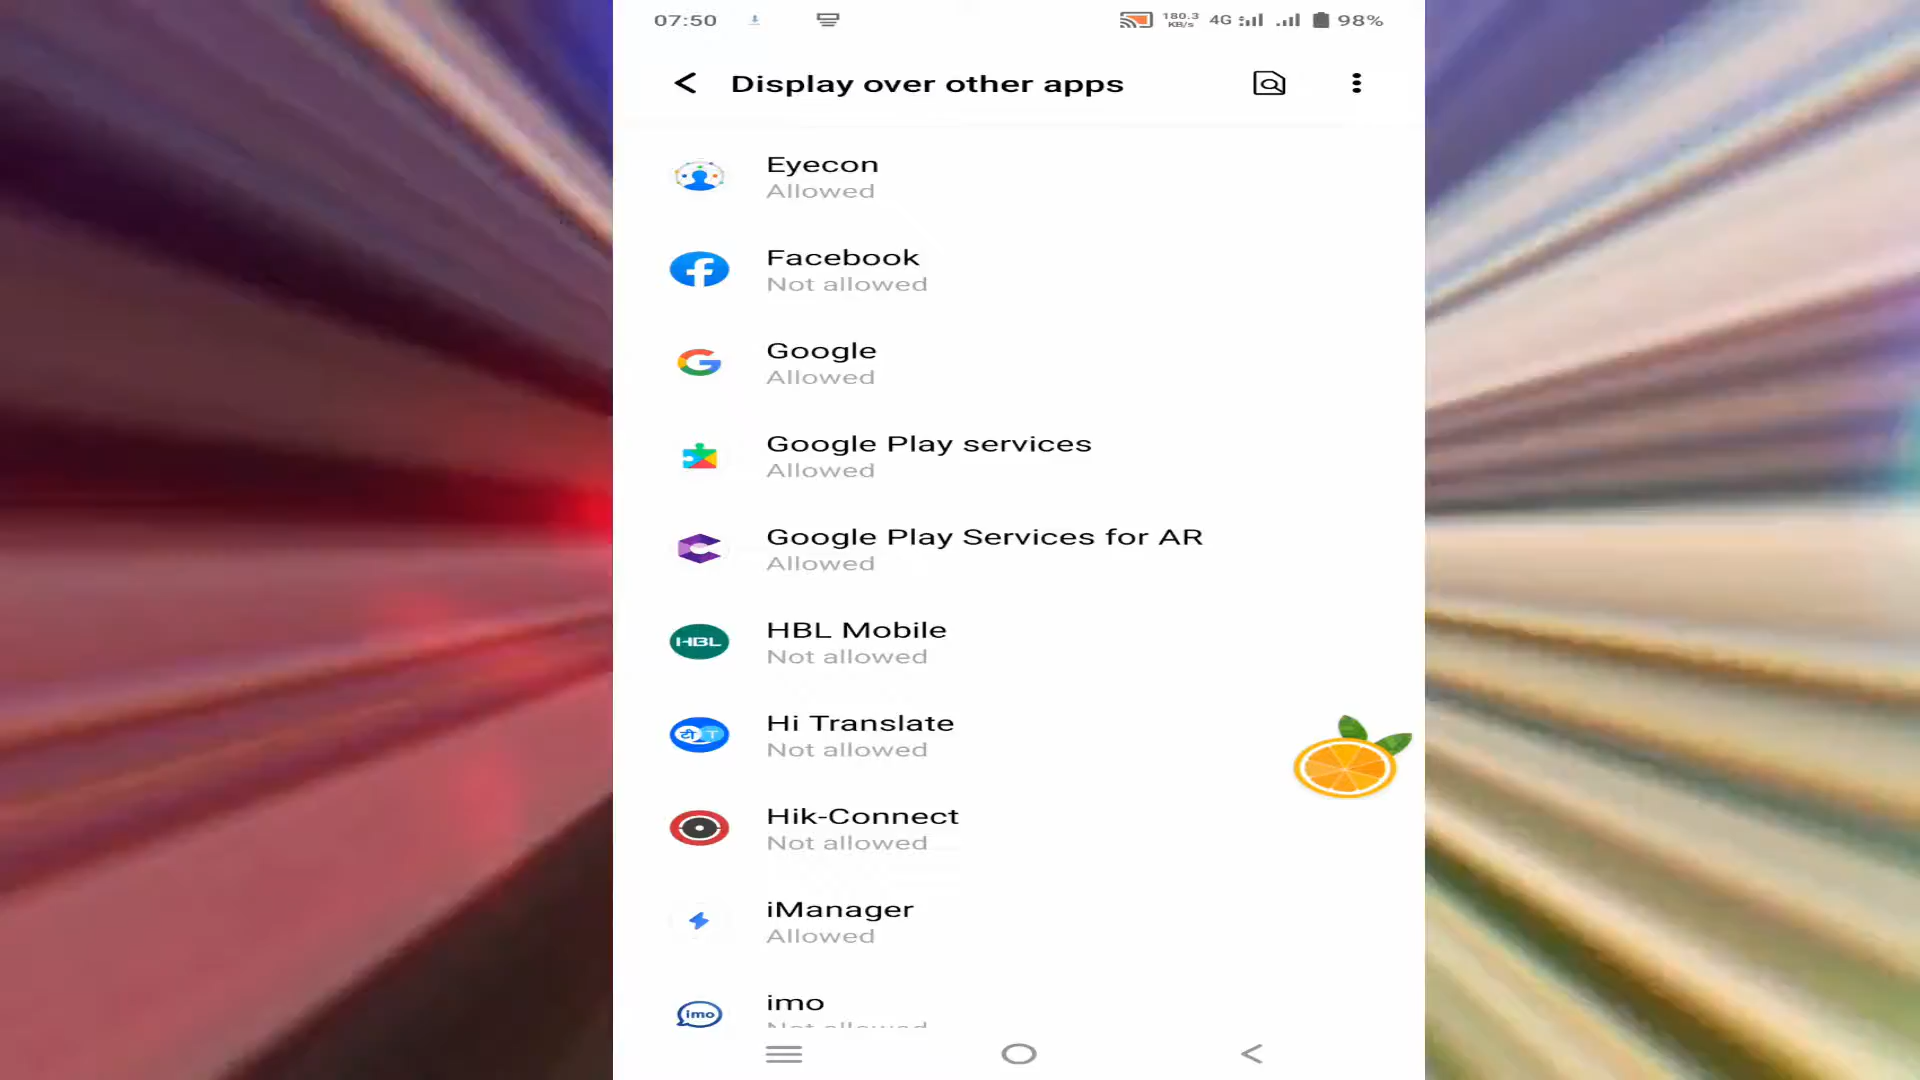 07:50
180.3
KB/s
4G
98%
Display over other apps
Eyecon
Allowed
Facebook
Not allowed
Google
Allowed
Google Play services
Allowed
Google Play Services for AR
Allowed
HBL
HBL Mobile
Not allowed
टी T
Hi Translate
Not allowed
Hik-Connect
Not allowed
iManager
Allowed
imo
imo
Not allowed